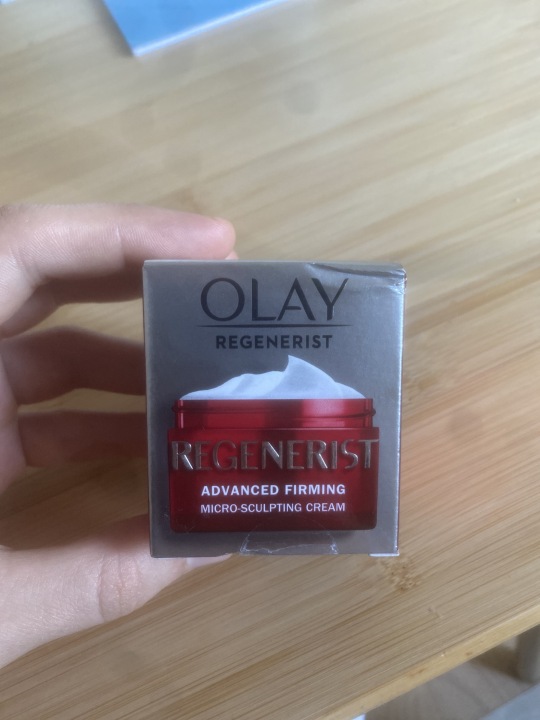 OLAY
REGENERIST
REGENERIST
ADVANCED FIRMING
MICRO-SCULPTING CREAM